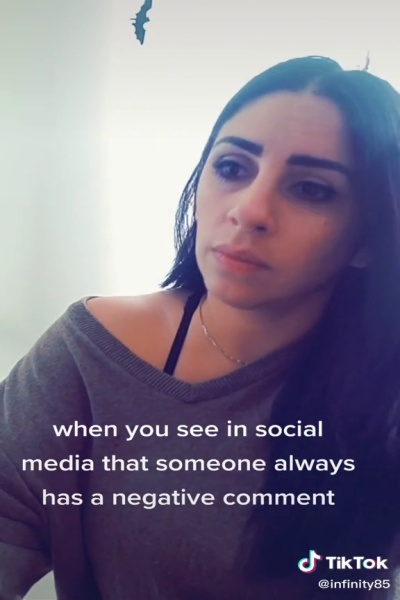 when you see in social
media that someone always
has a negative comment
TikTok
@infinity85